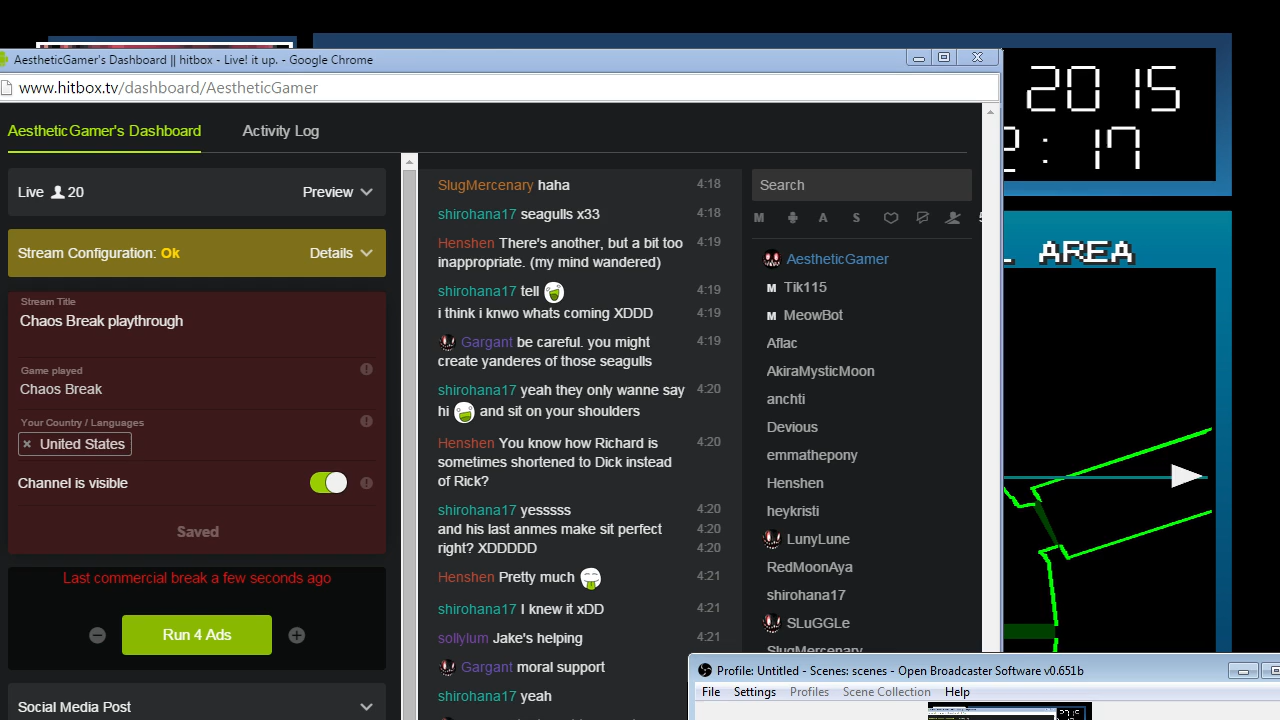 AestheticGamer's Dashboard || hitbox - Live! it up. - Google Chrome
www.hitbox.tv/dashboard/AestheticGamer
2015
: 17
AREA
AestheticGamer's Dashboard
Activity Log
Live 20
Preview
Stream Configuration: Ok
Details
Stream Title
Chaos Break playthrough
Game played
Chaos Break
Your Country / Languages
× United States
Channel is visible
Saved
Last commercial break a few seconds ago
Run 4 Ads
Social Media Post
SlugMercenary haha 4:18
shirohana17 seagulls x33 4:18
Henshen There's another, but a bit too 4:19
inappropriate. (my mind wandered)
shirohana17 tell 4:19
i think i knwo whats coming XDDD 4:19
Gargant be careful. you might 4:19
create yanderes of those seagulls
shirohana17 yeah they only wanne say 4:20
hi and sit on your shoulders
Henshen You know how Richard is 4:20
sometimes shortened to Dick instead
of Rick?
shirohana17 yesssss 4:20
and his last anmes make sit perfect 4:20
right? XDDDDD 4:20
Henshen Pretty much 4:21
shirohana17 I knew it xDD 4:21
sollylum Jake's helping 4:21
Gargant moral support
shirohana17 yeah
Search
M A S
AestheticGamer
M Tik115
M MeowBot
Aflac
AkiraMysticMoon
anchti
Devious
emmathepony
Henshen
heykristi
LunyLune
RedMoonAya
shirohana17
SLuGGLe
SlugMercenary
Profile: Untitled - Scenes: scenes - Open Broadcaster Software v0.651b
File Settings Profiles Scene Collection Help